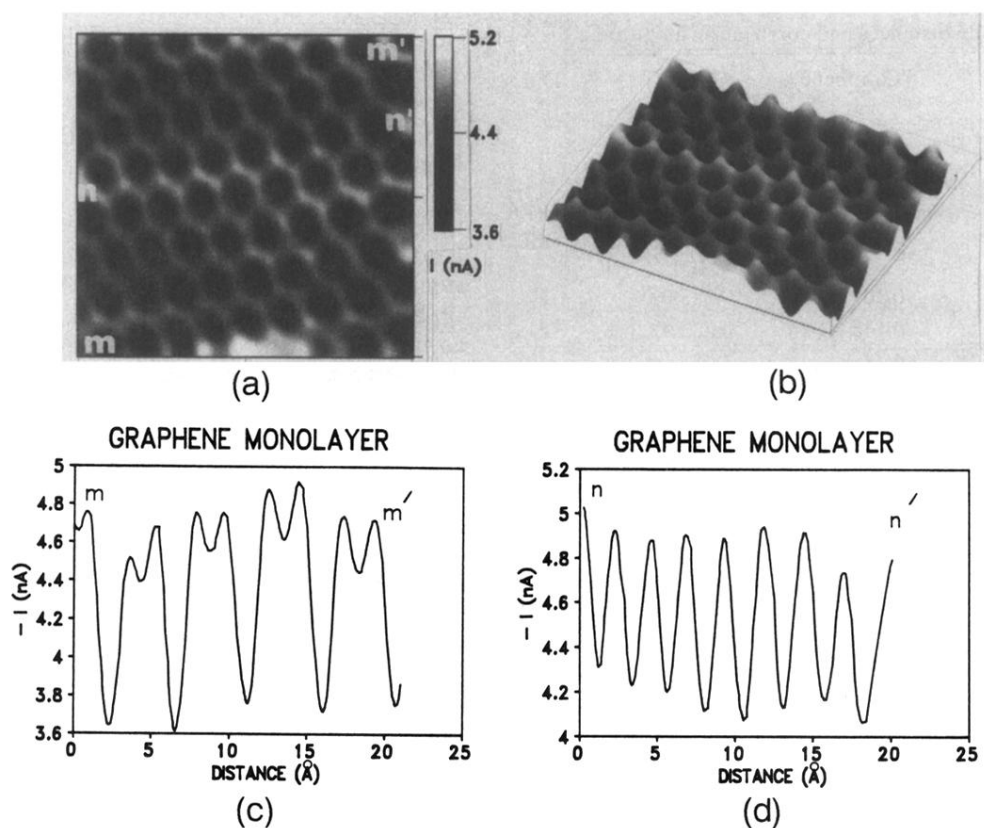 m'
n'
n
m
5.2
4.4
3.6
I (nA)
(a)
(b)
GRAPHENE MONOLAYER
5
4.8
4.6
4.4
4.2
4
3.8
3.6
– I (nA)
m
m′
0 5 10 15 20 25
DISTANCE (Å)
(c)
GRAPHENE MONOLAYER
5.2
5
4.8
4.6
4.4
4.2
4
– I (nA)
n
n′
0 5 10 15 20 25
DISTANCE (Å)
(d)